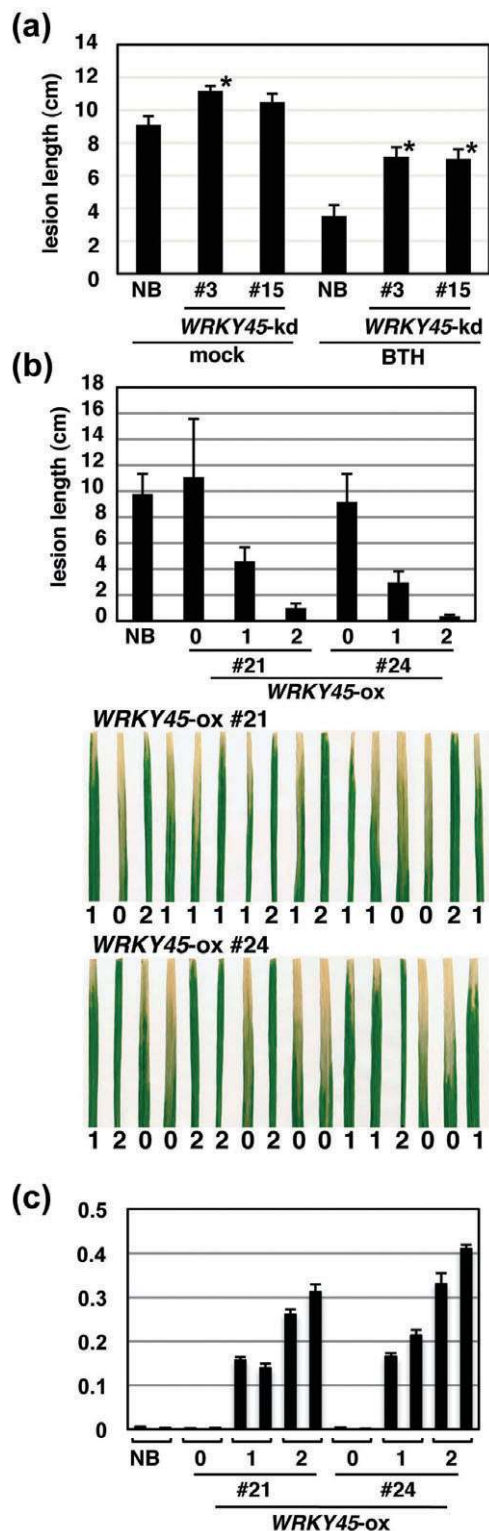 (a)
14
12
10
8
6
4
2
0
lesion length (cm)
NB #3 #15 NB #3 #15
* * *
WRKY45-kd WRKY45-kd
mock BTH
(b)
18
16
14
12
10
8
6
4
2
0
lesion length (cm)
NB 0 1 2 0 1 2
#21 #24
WRKY45-ox
WRKY45-ox #21
1 0 2 1 1 1 1 2 1 2 1 1 0 0 2 1
WRKY45-ox #24
1 2 0 0 2 2 0 2 0 0 1 1 2 0 0 1
(c)
0.5
0.4
0.3
0.2
0.1
0
NB 0 1 2 0 1 2
#21 #24
WRKY45-ox